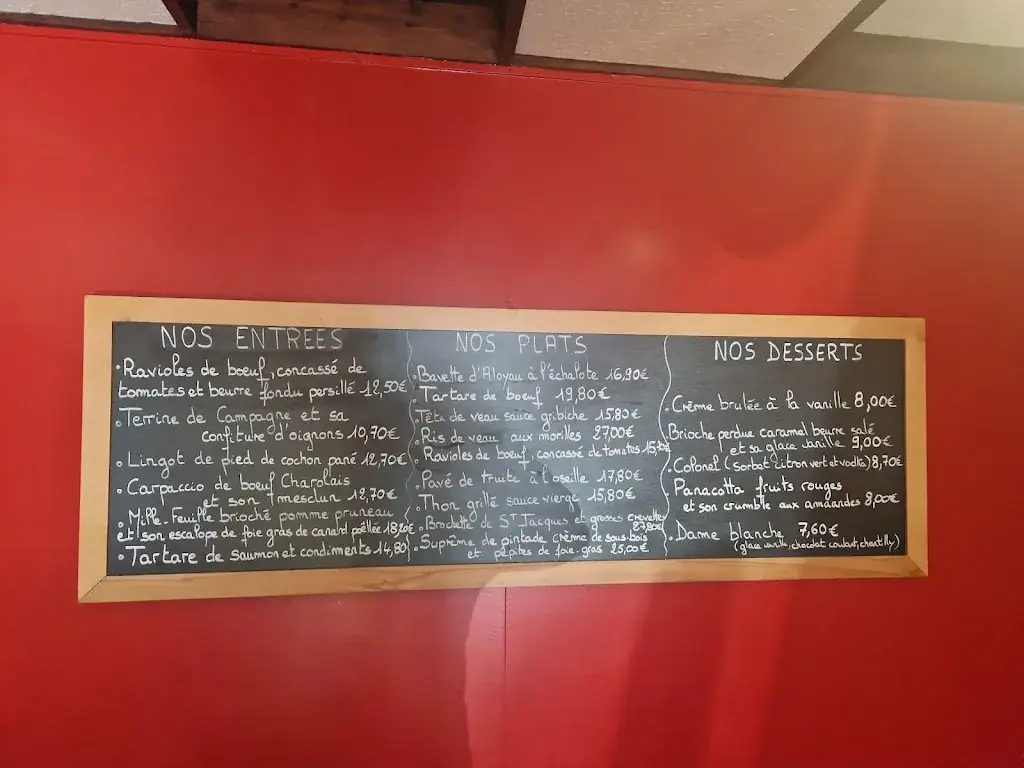 NOS ENTREES
• Ravioles de boeuf, concassé de
tomates et beurre fondu persillé 12,50€
• Terrine de Campagne et sa
confiture d'oignons 10,70€
• Lingot de pied de cochon pané 12,70€
• Carpaccio de boeuf Charolais
et son mesclun 12,70€
• Mille-Feuille brioché pomme pruneau
et son escalope de foie gras de canard poêlée 18,20€
• Tartare de saumon et condiments 14,80
NOS PLATS
• Bavette d'Aloyau à l'échalote 16,90€
• Tartare de boeuf 19,80€
Tête de veau sauce gribiche 15,80€
• Ris de veau aux morilles 27,00€
• Ravioles de boeuf, concassé de tomates
• Pavé de truite à l'oseille 17,80€
• Thon grillé sauce vierge 15,80€
• Brochette de St Jacques et grosses crevettes
23,80€
• Suprême de pintade crème de sous-bois
et pépites de foie gras 25,00€
NOS DESSERTS
• Crème brulée à la vanille 8,00€
Brioche perdue caramel beurre salé
et sa glace vanille 9,00€
• Colonel (sorbet citron vert et vodka) 8,70€
Panacotta fruits rouges
et son crumble aux amandes 8,00€
• Dame blanche 7,60€
(glace vanille, chocolat coulant, chantilly)